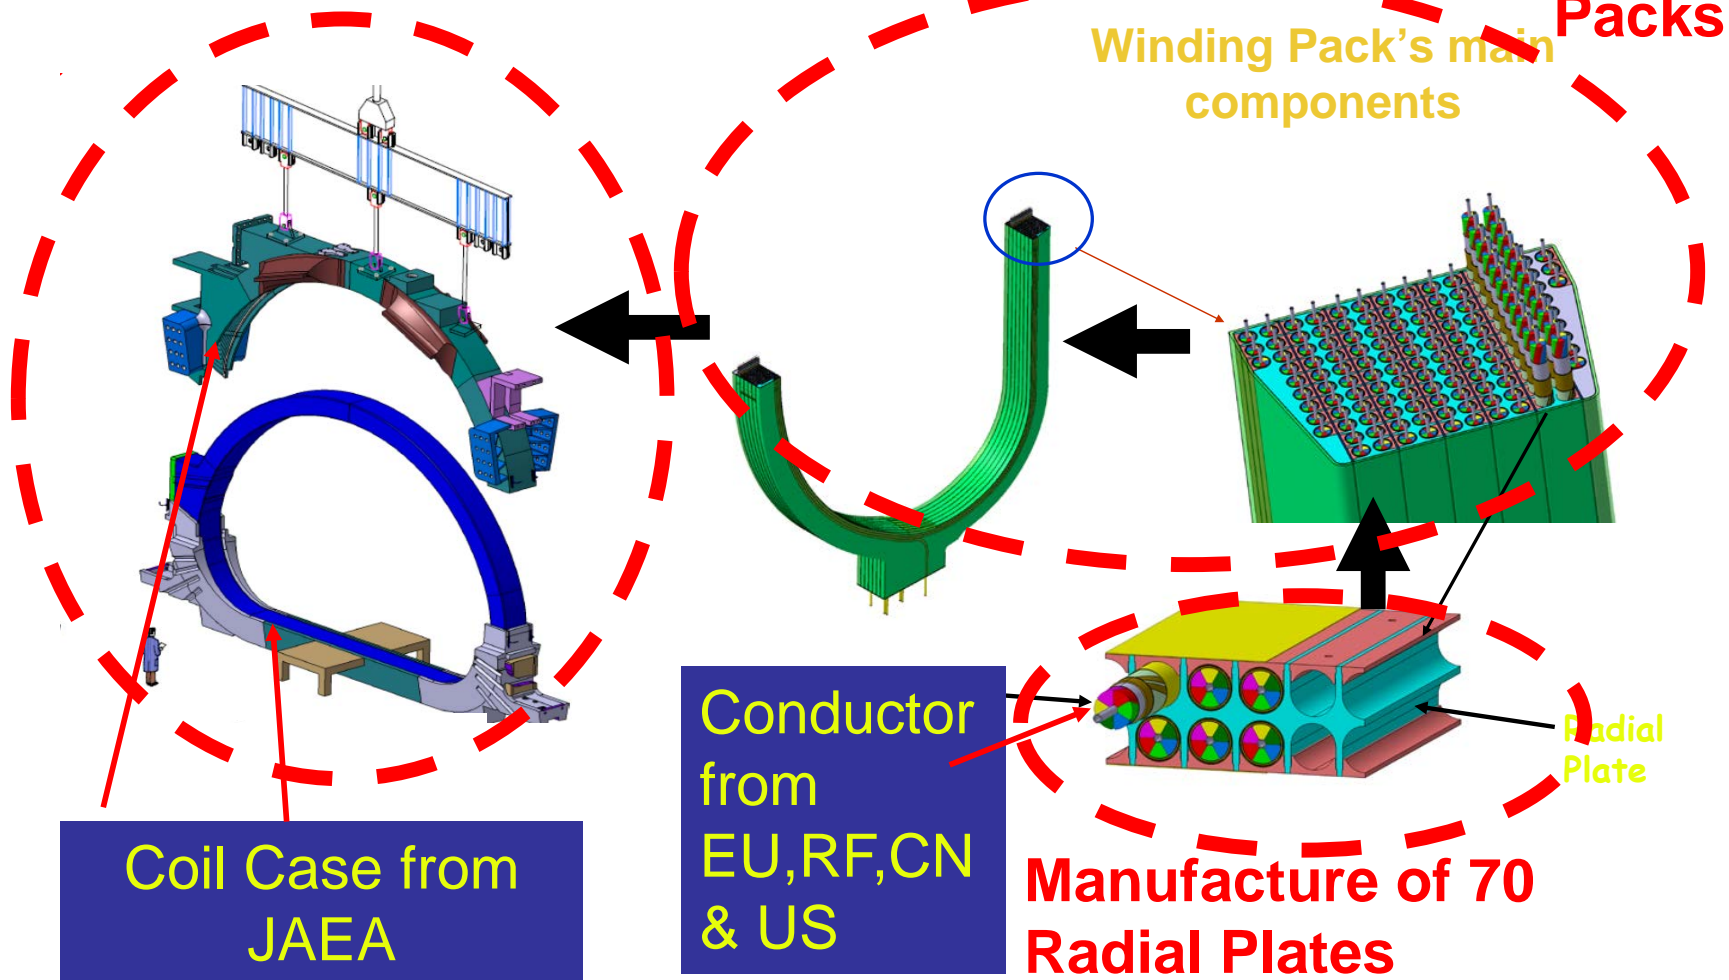 Packs
Winding Pack's main
components
Radial
Plate
Conductor
from
EU,RF,CN
& US
Coil Case from
JAEA
Manufacture of 70
Radial Plates